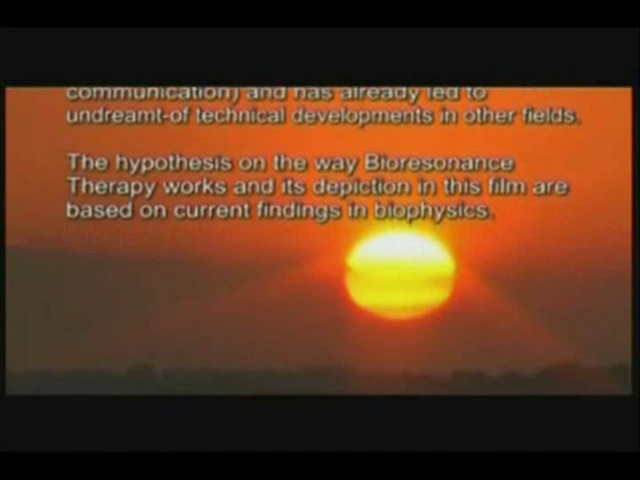 communication) and has already led to
undreamt-of technical developments in other fields.
The hypothesis on the way Bioresonance
Therapy works and its depiction in this film are
based on current findings in biophysics.